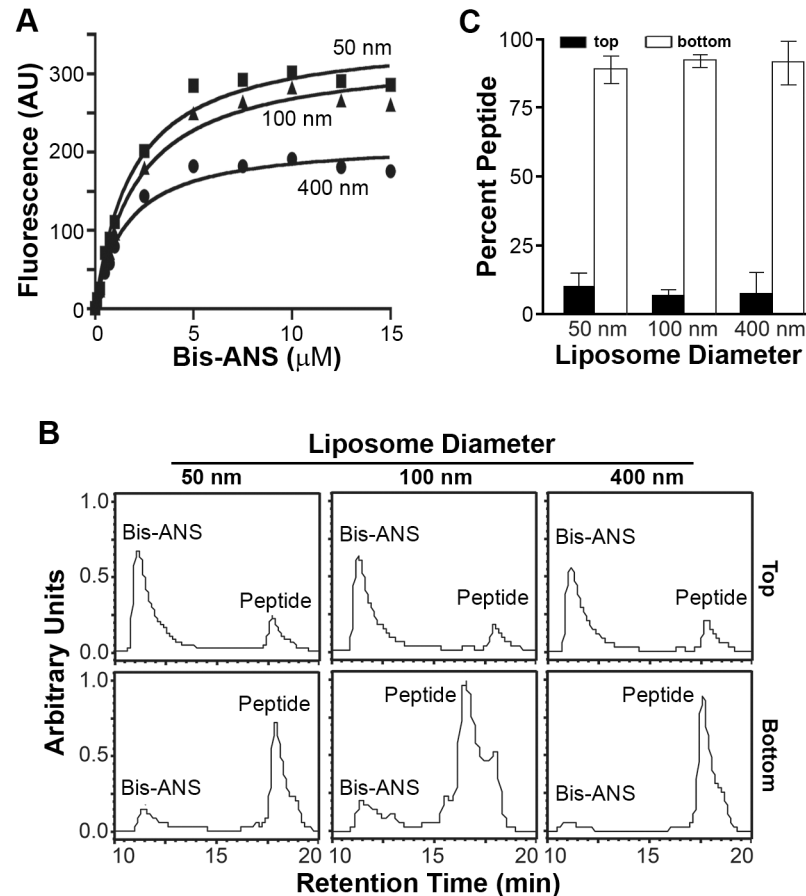 A
Fluorescence (AU)
300
200
100
0
50 nm
100 nm
400 nm
0 5 10 15
Bis-ANS (μM)
C
Percent Peptide
100
75
50
25
0
top bottom
50 nm 100 nm 400 nm
Liposome Diameter
B
Liposome Diameter
50 nm 100 nm 400 nm
Arbitrary Units
1.0
0.5
0.0
Bis-ANS
Peptide
Bis-ANS
Peptide
Bis-ANS
Peptide
Top
1.0
0.5
0.0
Peptide
Bis-ANS
Peptide
Bis-ANS
Peptide
Bis-ANS
Bottom
10 15 20 10 15 20 10 15 20
Retention Time (min)